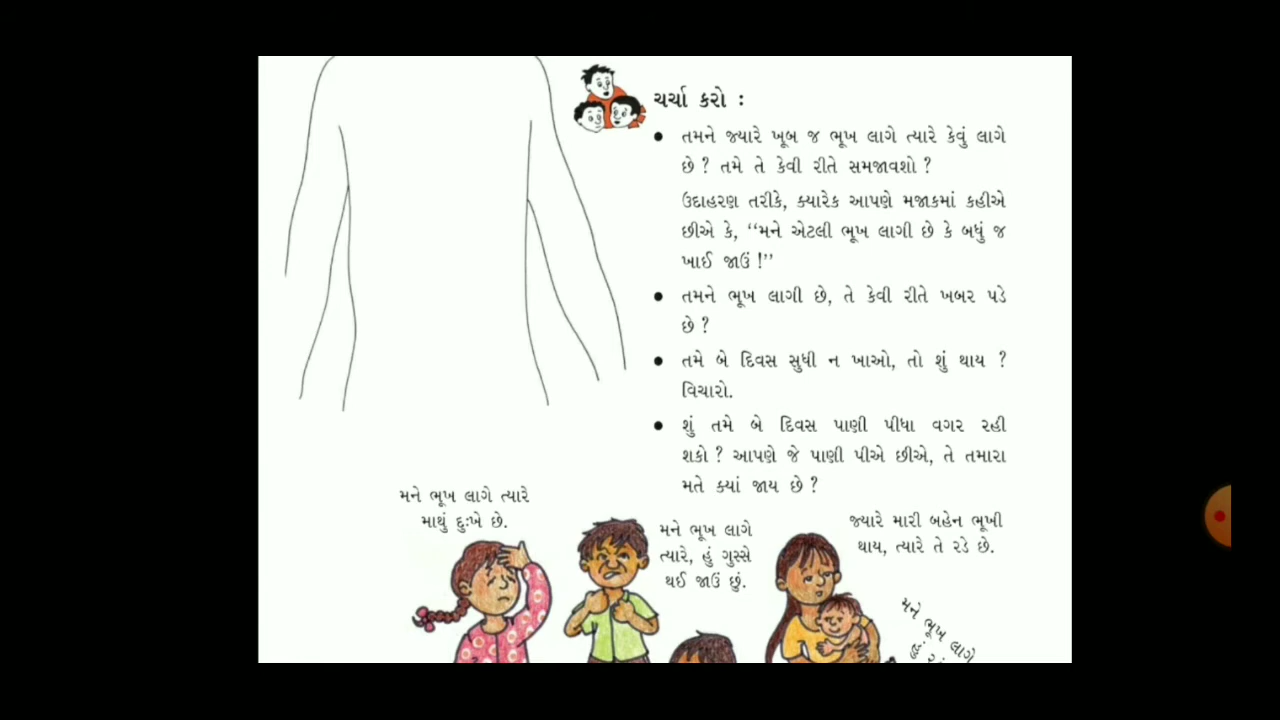 ચર્ચા કરો :
● તમને જ્યારે ખૂબ જ ભૂખ લાગે ત્યારે કેવું લાગે
છે ? તમે તે કેવી રીતે સમજાવશો ?
ઉદાહરણ તરીકે, ક્યારેક આપણે મજાકમાં કહીએ
છીએ કે, “મને એટલી ભૂખ લાગી છે કે બધું જ
ખાઈ જાઉં !”
● તમને ભૂખ લાગી છે, તે કેવી રીતે ખબર પડે
છે ?
● તમે બે દિવસ સુધી ન ખાઓ, તો શું થાય ?
વિચારો.
● શું તમે બે દિવસ પાણી પીધા વગર રહી
શકો ? આપણે જે પાણી પીએ છીએ, તે તમારા
મતે ક્યાં જાય છે ?
મને ભૂખ લાગે ત્યારે
માથું દુઃખે છે.
મને ભૂખ લાગે
ત્યારે, હું ગુસ્સે
થઈ જાઉં છું.
જ્યારે મારી બહેન ભૂખી
થાય, ત્યારે તે રડે છે.
મને ભૂખ લાગે
હું